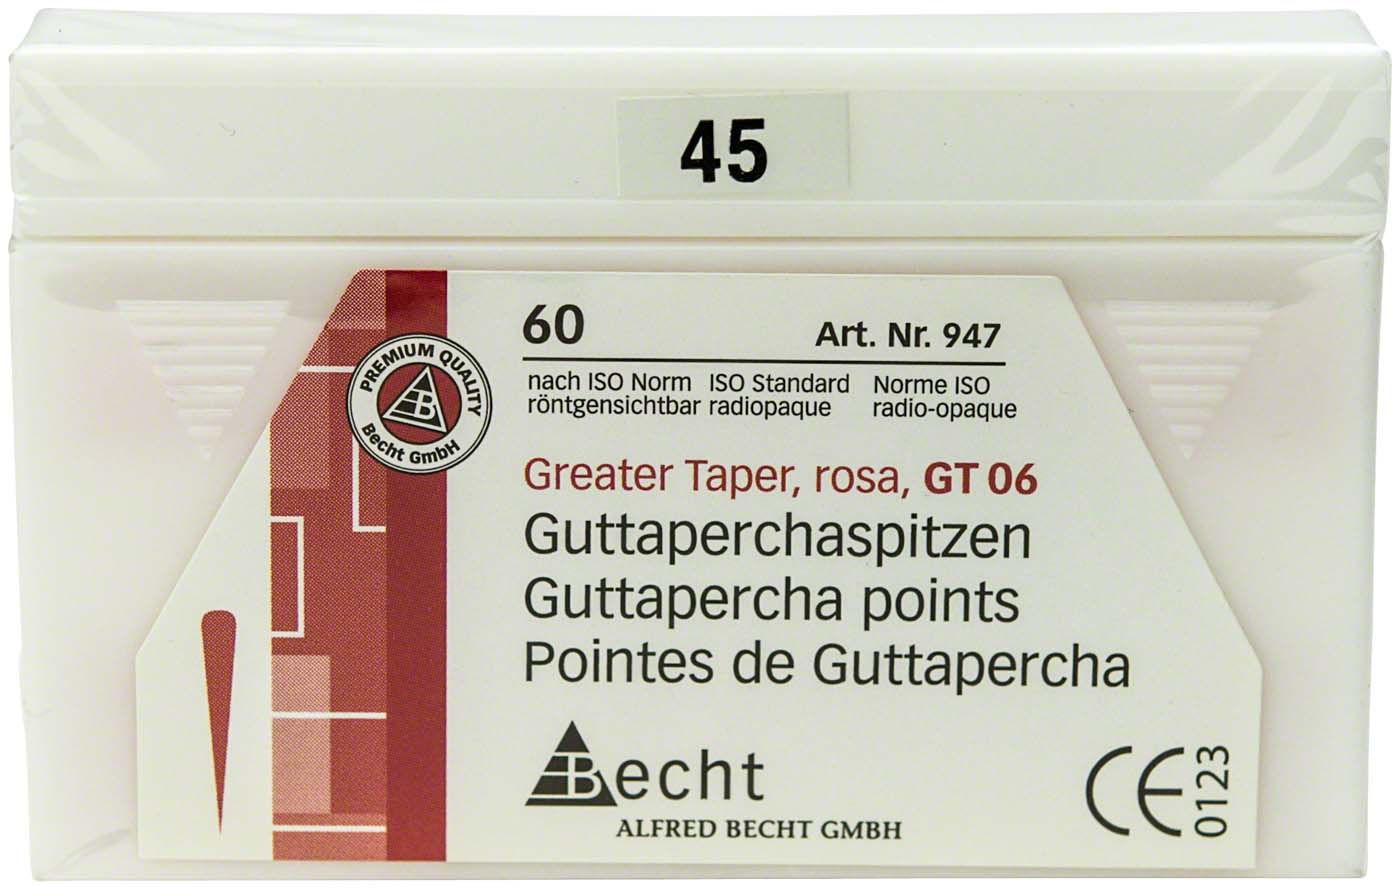 45
60 Art. Nr. 947
nach ISO Norm ISO Standard Norme ISO
röntgensichtbar radiopaque radio-opaque
PREMIUM QUALITY
B
Becht GmbH
Greater Taper, rosa, GT 06
Guttaperchaspitzen
Guttapercha points
Pointes de Guttapercha
Becht
ALFRED BECHT GMBH
CE 0123